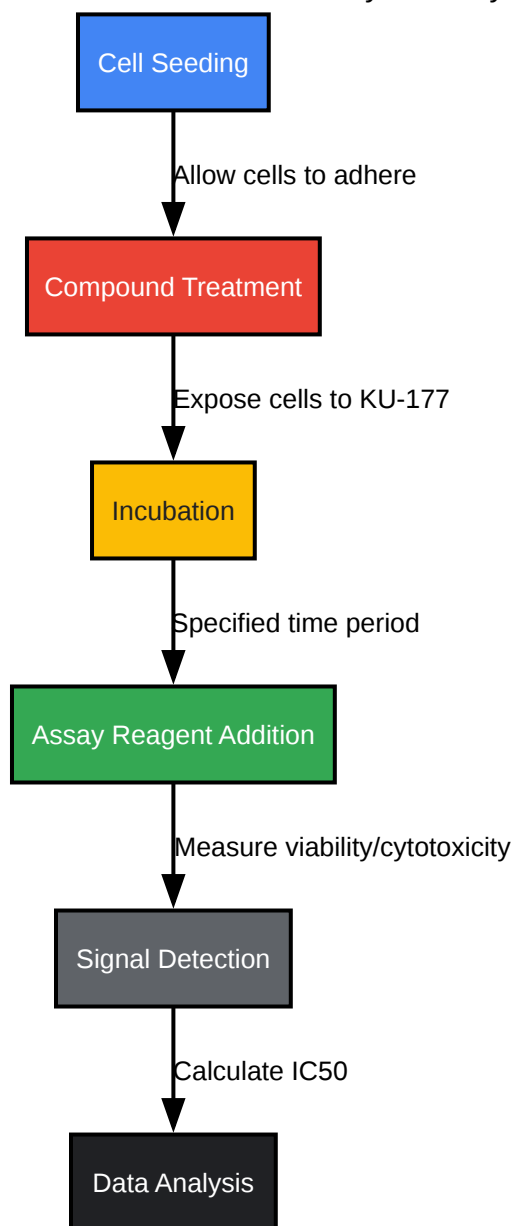 Cell Seeding
Allow cells to adhere
Compound Treatment
Expose cells to KU-177
Incubation
Specified time period
Assay Reagent Addition
Measure viability/cytotoxicity
Signal Detection
Calculate IC50
Data Analysis